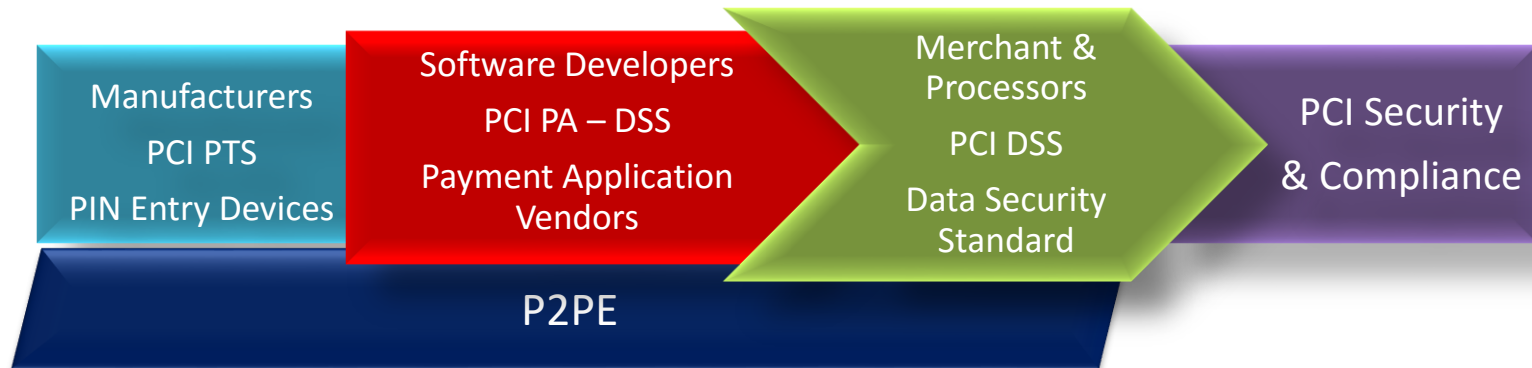 Manufacturers
PCI PTS
PIN Entry Devices
Software Developers
PCI PA – DSS
Payment Application
Vendors
Merchant &
Processors
PCI DSS
Data Security
Standard
PCI Security
& Compliance
P2PE